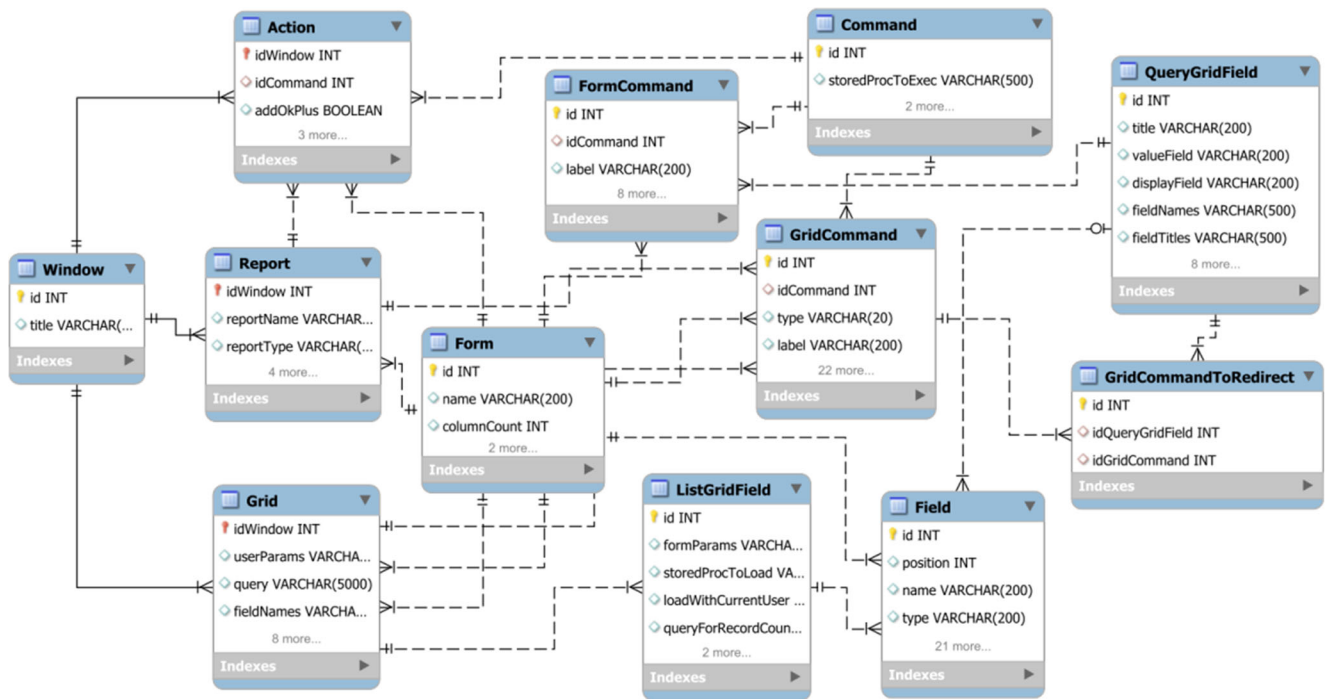 Action
idWindow INT
idCommand INT
addOkPlus BOOLEAN
3 more...
Indexes
Command
id INT
storedProcToExec VARCHAR(500)
2 more...
Indexes
FormCommand
id INT
idCommand INT
label VARCHAR(200)
8 more...
Indexes
QueryGridField
id INT
title VARCHAR(200)
valueField VARCHAR(200)
displayField VARCHAR(200)
fieldNames VARCHAR(500)
fieldTitles VARCHAR(500)
8 more...
Indexes
Window
id INT
title VARCHAR(...
Indexes
Report
idWindow INT
reportName VARCHAR...
reportType VARCHAR(...
4 more...
Indexes
GridCommand
id INT
idCommand INT
type VARCHAR(20)
label VARCHAR(200)
22 more...
Indexes
Form
id INT
name VARCHAR(200)
columnCount INT
2 more...
Indexes
GridCommandToRedirect
id INT
idQueryGridField INT
idGridCommand INT
Indexes
Grid
idWindow INT
userParams VARCHA...
query VARCHAR(5000)
fieldNames VARCHA...
8 more...
Indexes
ListGridField
id INT
formParams VARCHA...
storedProcToLoad VA...
loadWithCurrentUser ...
queryForRecordCoun...
2 more...
Indexes
Field
id INT
position INT
name VARCHAR(200)
type VARCHAR(200)
21 more...
Indexes